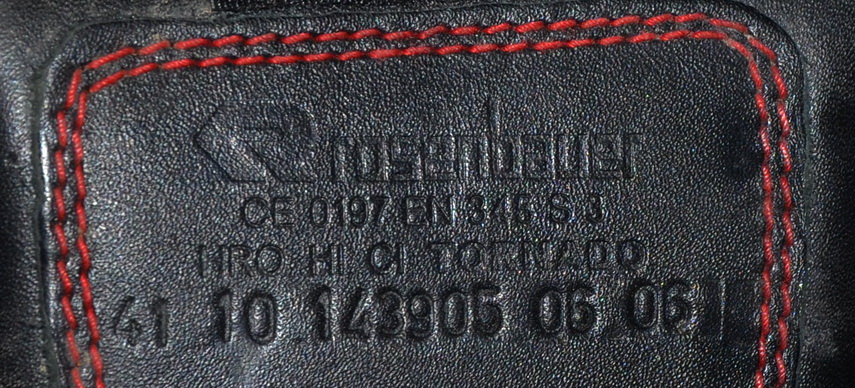 rosenbauer
CE 0197 EN 345 S 3
HRO HI CI TORNADO
41 10 143905 06 06